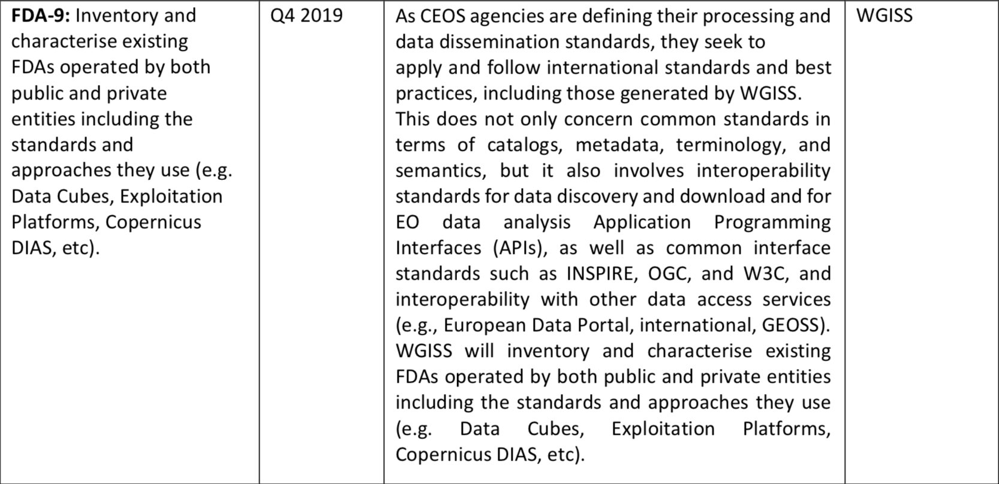 FDA-9: Inventory and
characterise existing
FDAs operated by both
public and private
entities including the
standards and
approaches they use (e.g.
Data Cubes, Exploitation
Platforms, Copernicus
DIAS, etc).
Q4 2019
As CEOS agencies are defining their processing and
data dissemination standards, they seek to
apply and follow international standards and best
practices, including those generated by WGISS.
This does not only concern common standards in
terms of catalogs, metadata, terminology, and
semantics, but it also involves interoperability
standards for data discovery and download and for
EO data analysis Application Programming
Interfaces (APIs), as well as common interface
standards such as INSPIRE, OGC, and W3C, and
interoperability with other data access services
(e.g., European Data Portal, international, GEOSS).
WGISS will inventory and characterise existing
FDAs operated by both public and private entities
including the standards and approaches they use
(e.g. Data Cubes, Exploitation Platforms,
Copernicus DIAS, etc).
WGISS